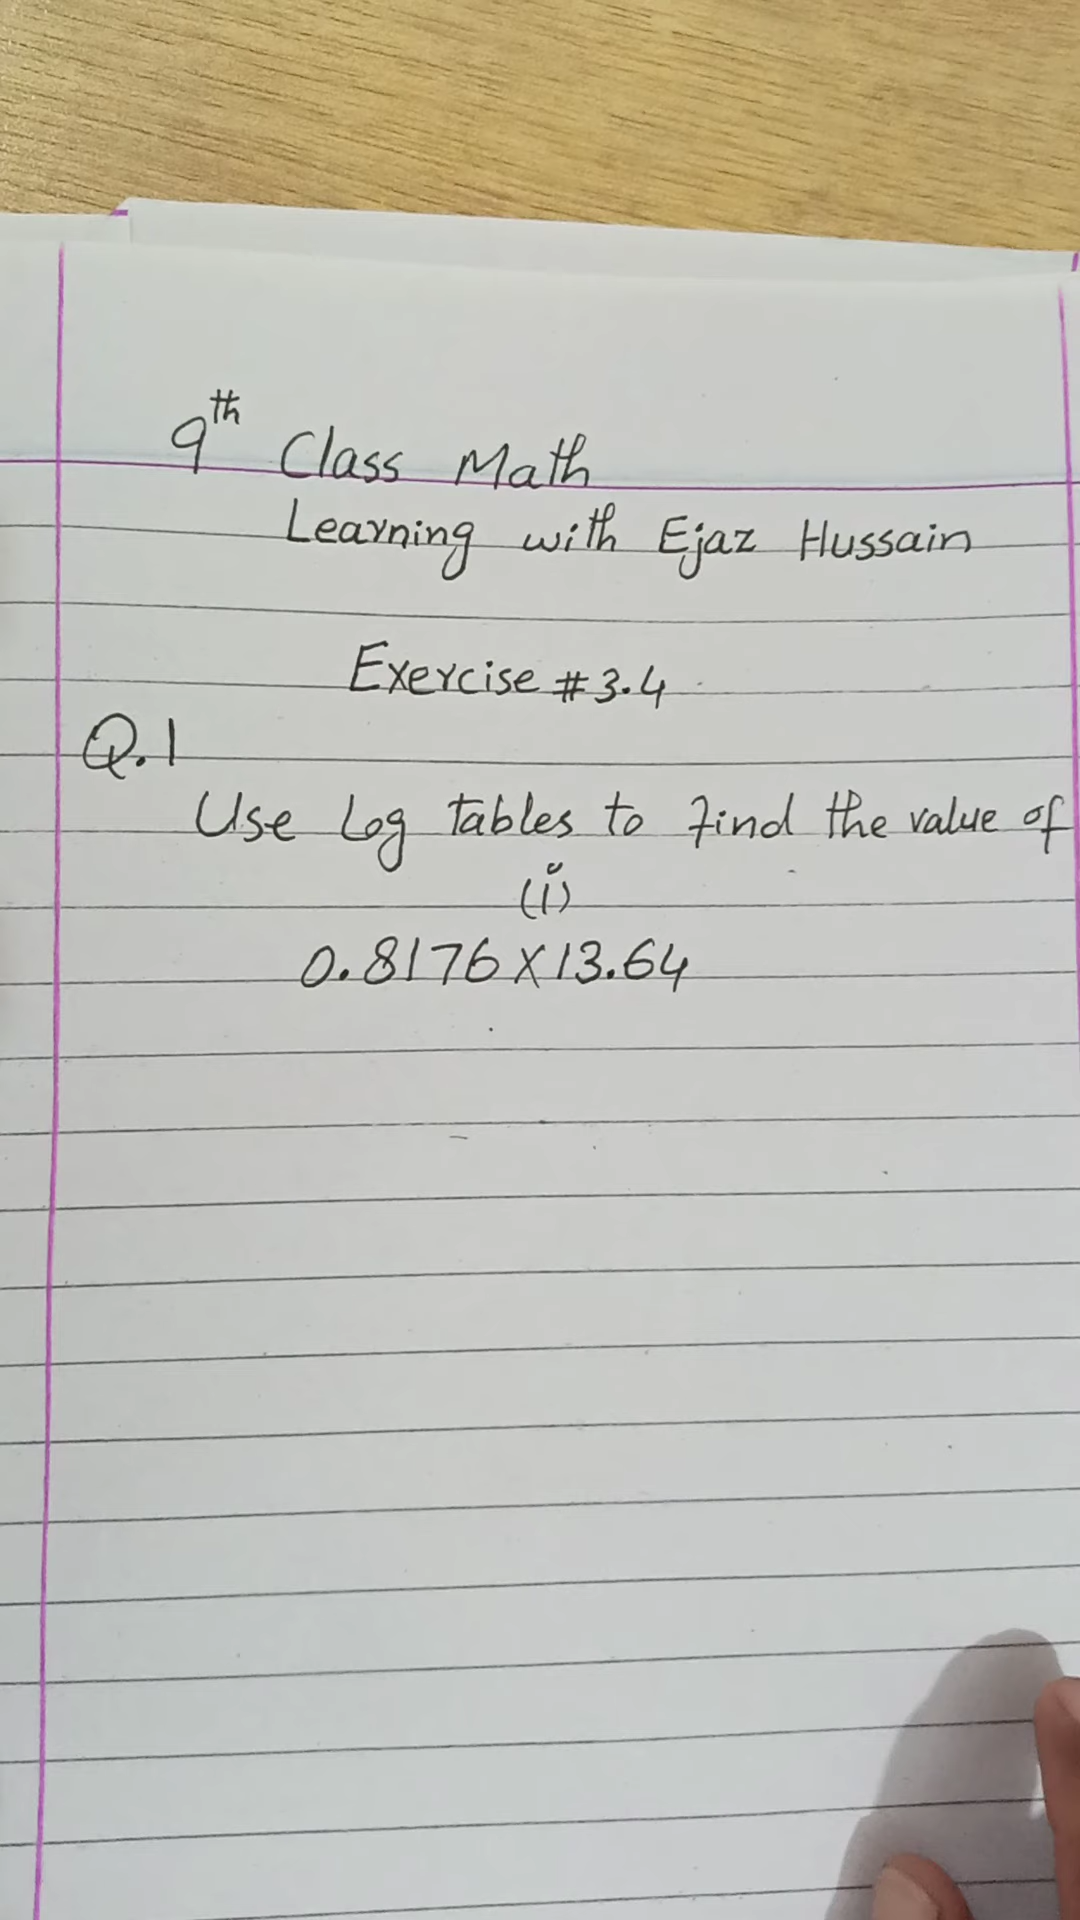 9th Class Math
Learning with Ejaz Hussain
Exercise # 3.4
Q.1
Use Log tables to find the value of
(i)
0.8176 X 13.64